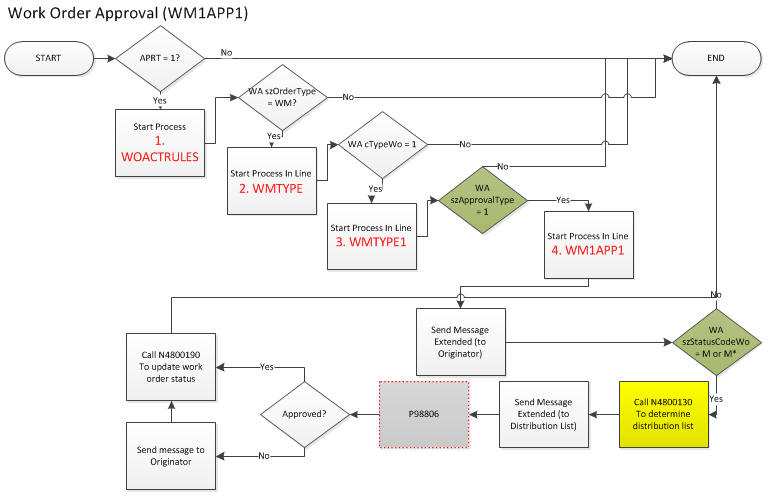 Work Order Approval (WM1APP1)
START
APRT = 1?
No
END
Yes
Start Process
1.
WOACTRULES
WA szOrderType
= WM?
No
Yes
Start Process In Line
2. WMTYPE
WA cTypeWo = 1
No
Yes
Start Process In Line
3. WMTYPE1
WA
szApprovalType
= 1
No
Yes
Start Process In Line
4. WM1APP1
Send Message
Extended (to
Originator)
WA
szStatusCodeWo
= M or M*
No
Yes
Call N4800130
To determine
distribution list
Send Message
Extended (to
Distribution List)
P98806
Approved?
Yes
No
Call N4800190
To update work
order status
Send message to
Originator